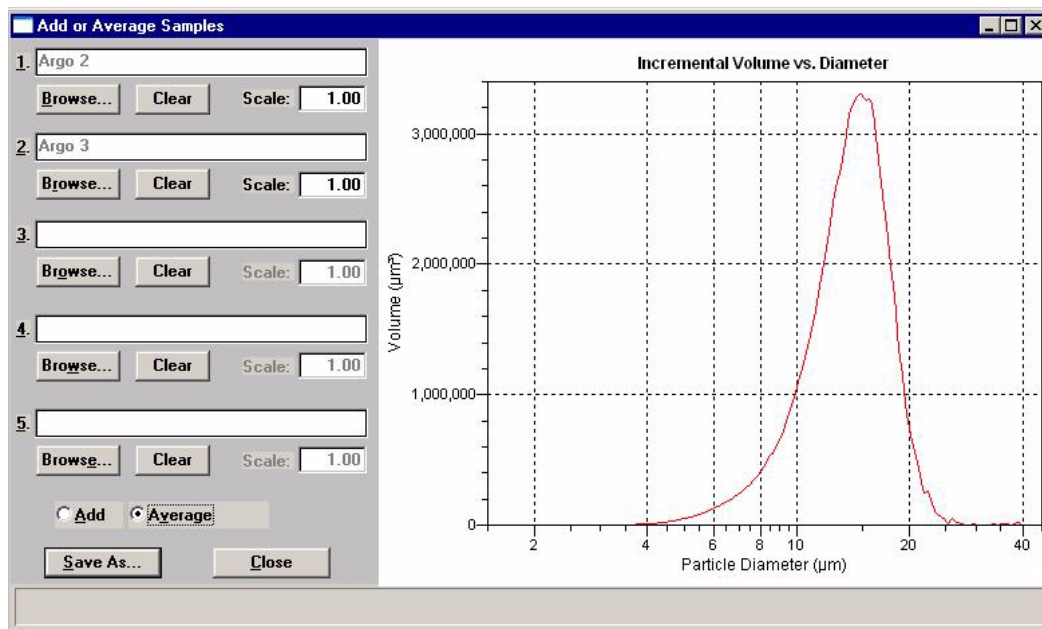 Add or Average Samples
1. Argo 2
Browse... Clear Scale: 1.00
2. Argo 3
Browse... Clear Scale: 1.00
3.
Browse... Clear Scale: 1.00
4.
Browse... Clear Scale: 1.00
5.
Browse... Clear Scale: 1.00
Add Average
Save As... Close
Incremental Volume vs. Diameter
Volume (µm³)
3,000,000
2,000,000
1,000,000
0
2 4 6 8 10 20 40
Particle Diameter (µm)